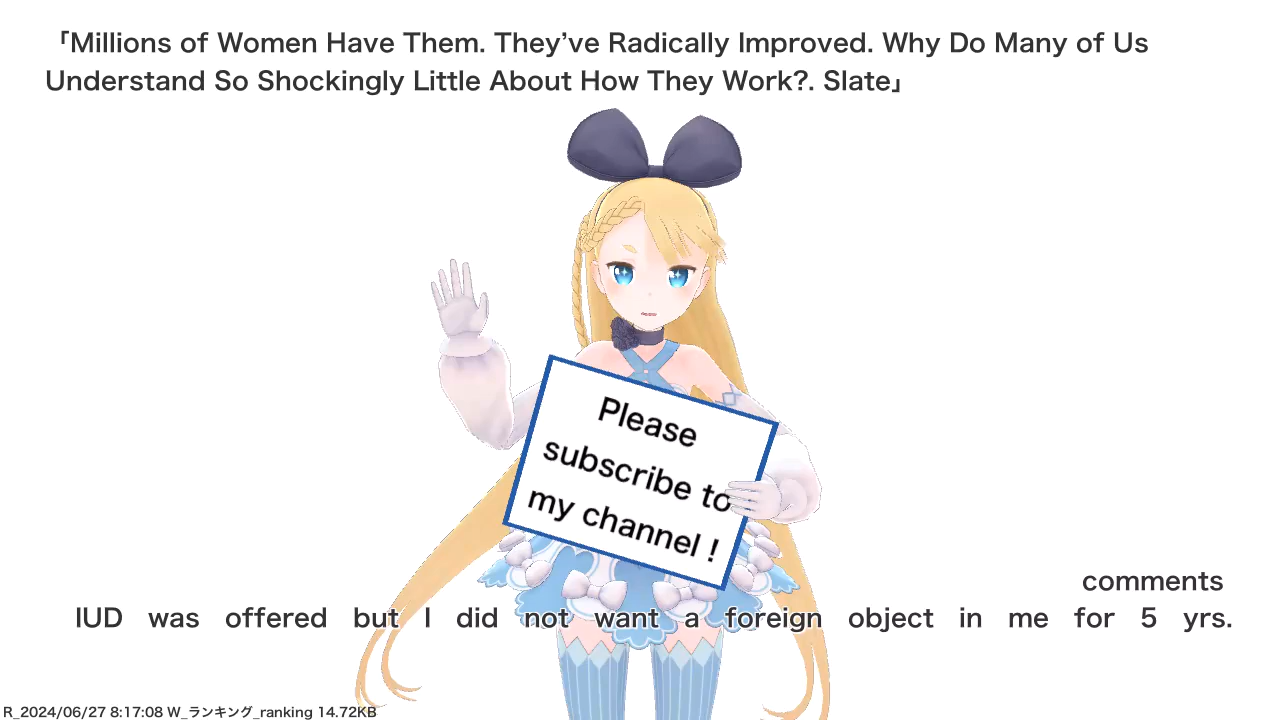 「Millions of Women Have Them. They’ve Radically Improved. Why Do Many of Us
Understand So Shockingly Little About How They Work?. Slate」
Please
subscribe to
my channel !
comments
IUD was offered but I did not want a foreign object in me for 5 yrs.
R_2024/06/27 8:17:08 W_ランキング_ranking 14.72KB